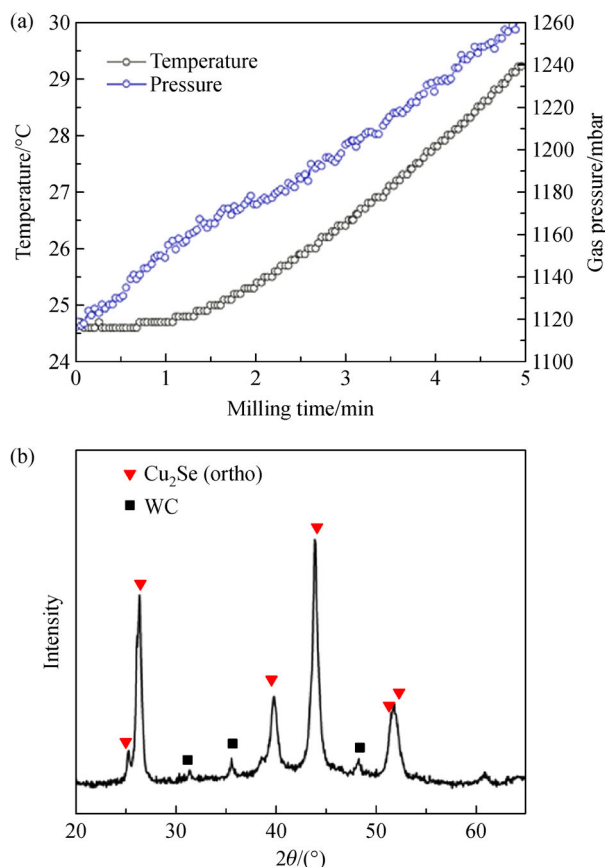 (a)
30
29
28
27
26
25
24
Temperature/°C
Temperature
Pressure
1260
1240
1220
1200
1180
1160
1140
1120
1100
Gas pressure/mbar
0 1 2 3 4 5
Milling time/min
(b)
Cu₂Se (ortho)
WC
Intensity
20 30 40 50 60
2θ/(°)